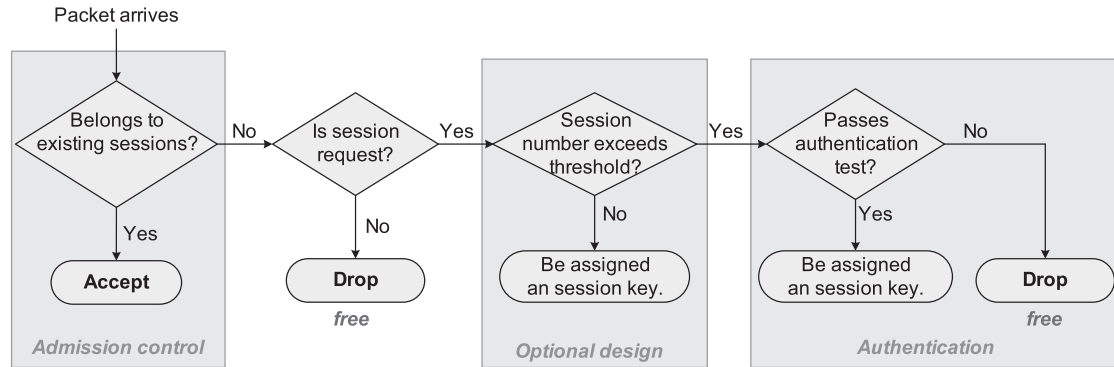 Packet arrives
Belongs to
existing sessions?
No
Yes
Accept
Admission control
Is session
request?
Yes
No
Drop
free
Session
number exceeds
threshold?
Yes
No
Be assigned
an session key.
Optional design
Passes
authentication
test?
No
Yes
Be assigned
an session key.
Drop
free
Authentication